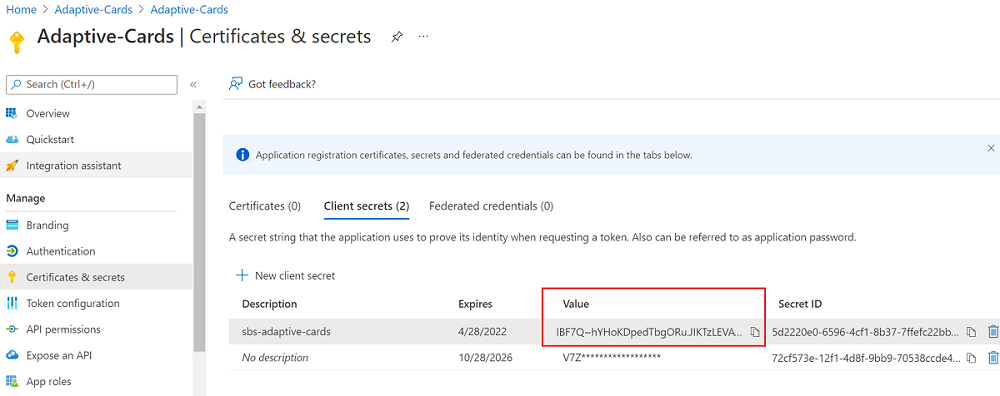 Home > Adaptive-Cards > Adaptive-Cards
Adaptive-Cards | Certificates & secrets
Search (Ctrl+/)
Got feedback?
Overview
Quickstart
Integration assistant
Manage
Branding
Authentication
Certificates & secrets
Token configuration
API permissions
Expose an API
App roles
Application registration certificates, secrets and federated credentials can be found in the tabs below.
Certificates (0) Client secrets (2) Federated credentials (0)
A secret string that the application uses to prove its identity when requesting a token. Also can be referred to as application password.
New client secret
Description Expires Value Secret ID
sbs-adaptive-cards 4/28/2022 lBF7Q~hYHoKDpedTbgORu.JIKTzLEVA... 5d2220e0-6596-4cf1-8b37-7ffefc22bb...
No description 10/28/2026 V7Z****************** 72cf573e-12f1-4d8f-9bb9-70538ccde4...